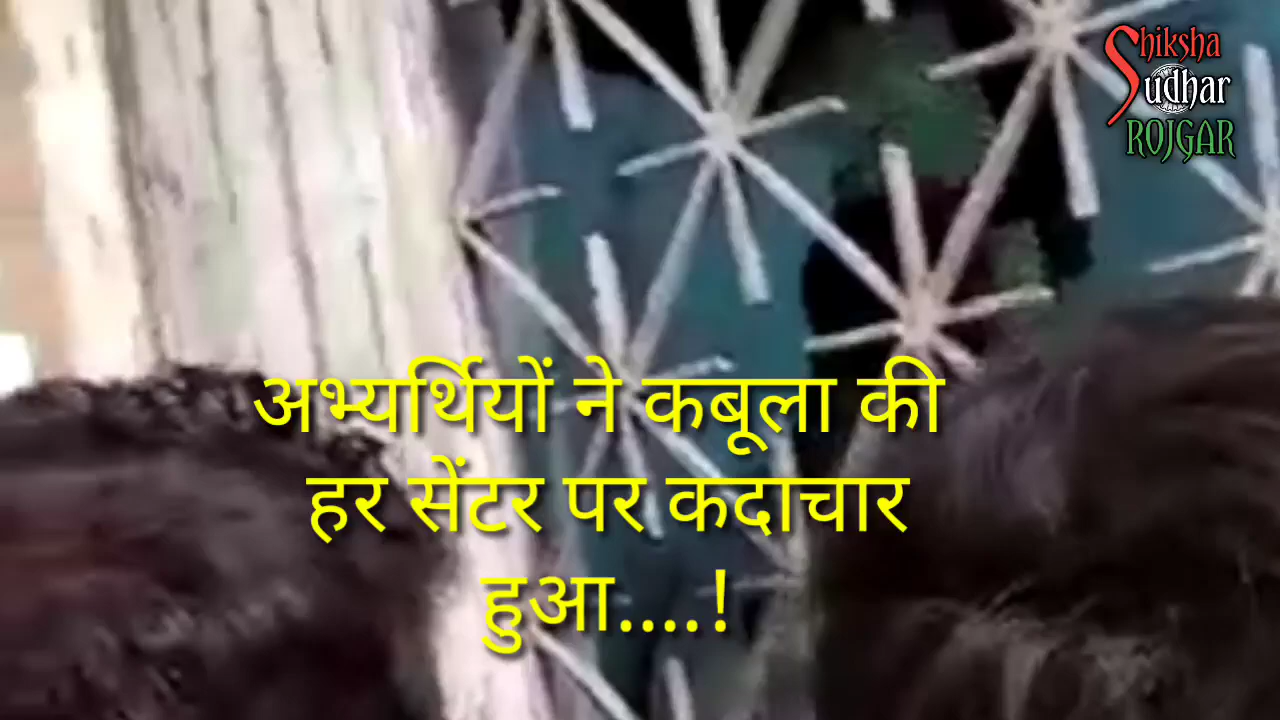 Shiksha
Sudhar
ROJGAR
अभ्यर्थियों ने कबूला की
हर सेंटर पर कदाचार
हुआ....!